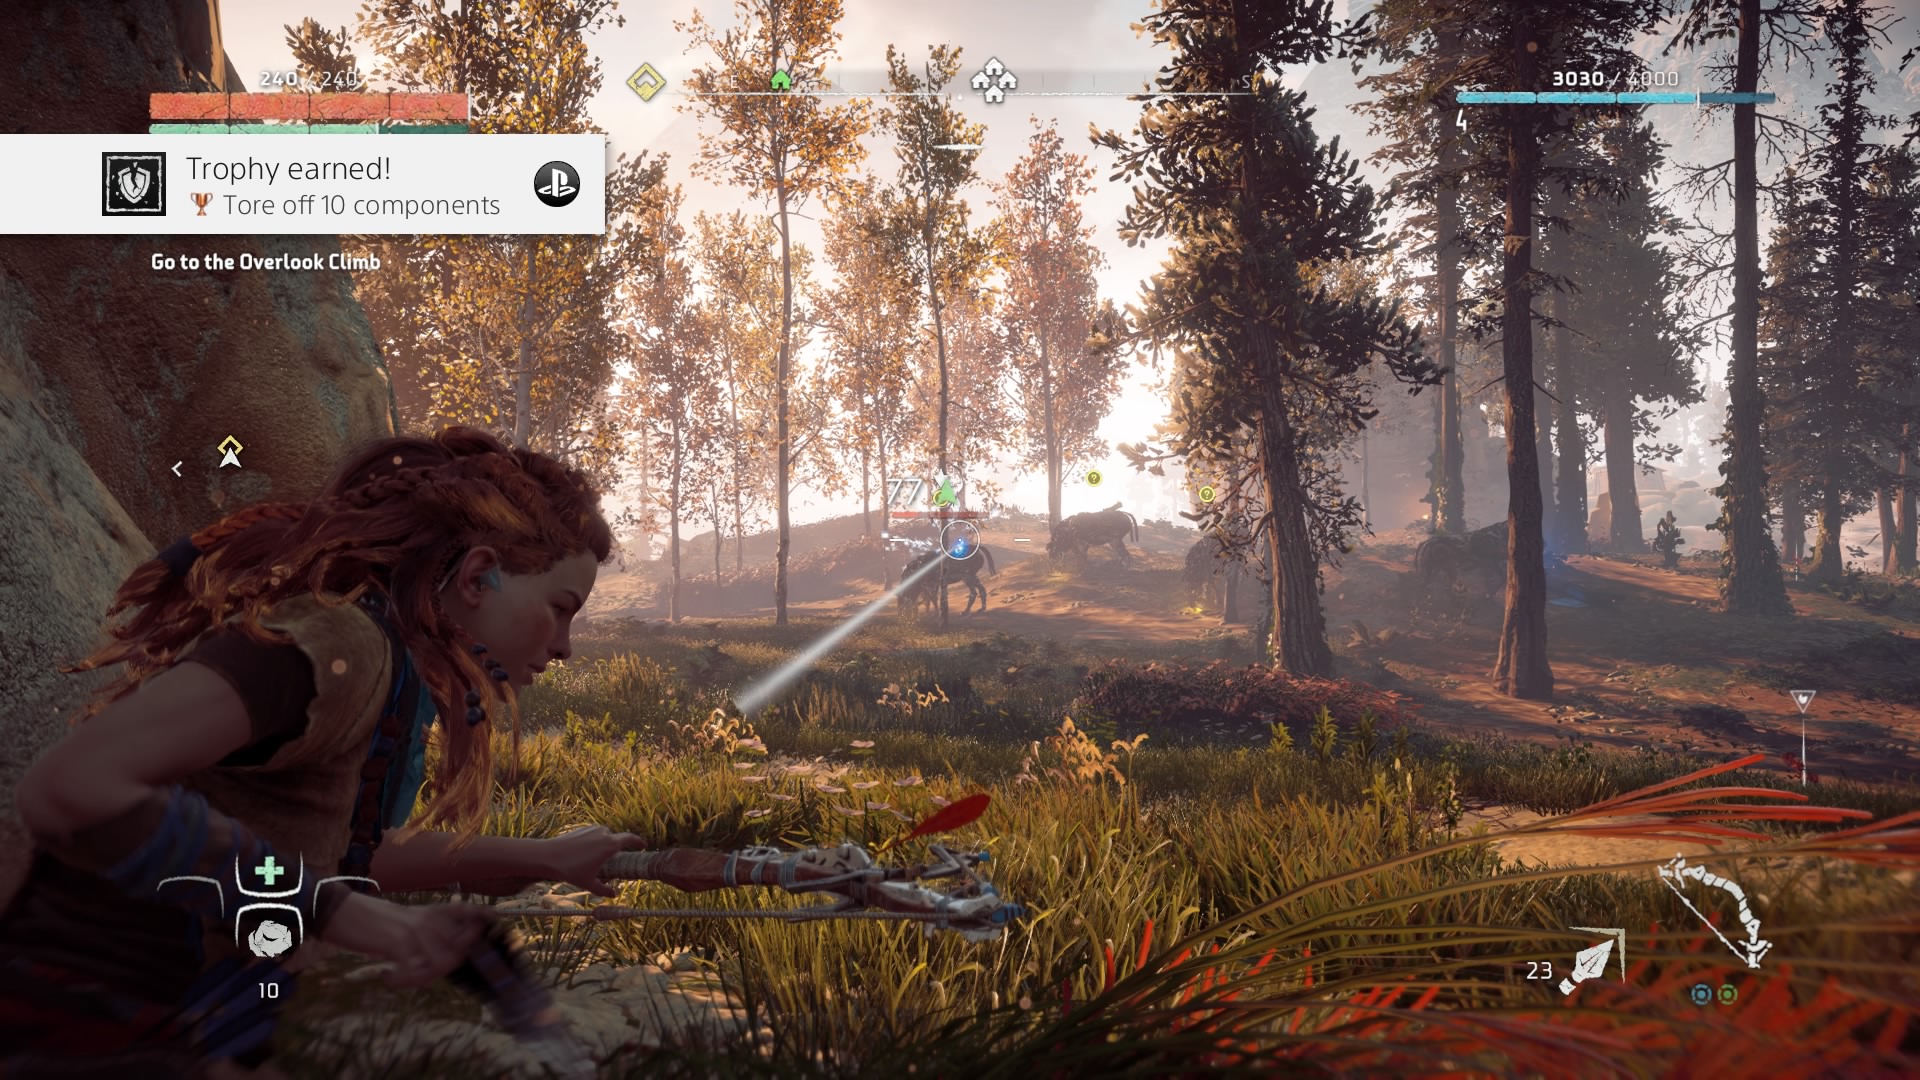 240 / 240
E
S
3030 / 4000
4
Trophy earned!
Tore off 10 components
Go to the Overlook Climb
77
?
?
10
23